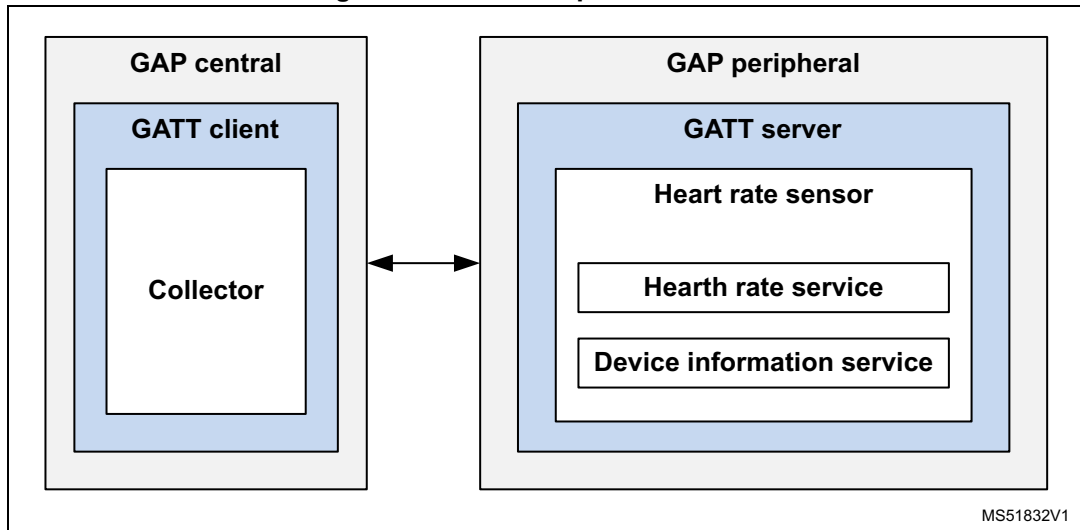 GAP central
GATT client
Collector
GAP peripheral
GATT server
Heart rate sensor
Hearth rate service
Device information service
MS51832V1